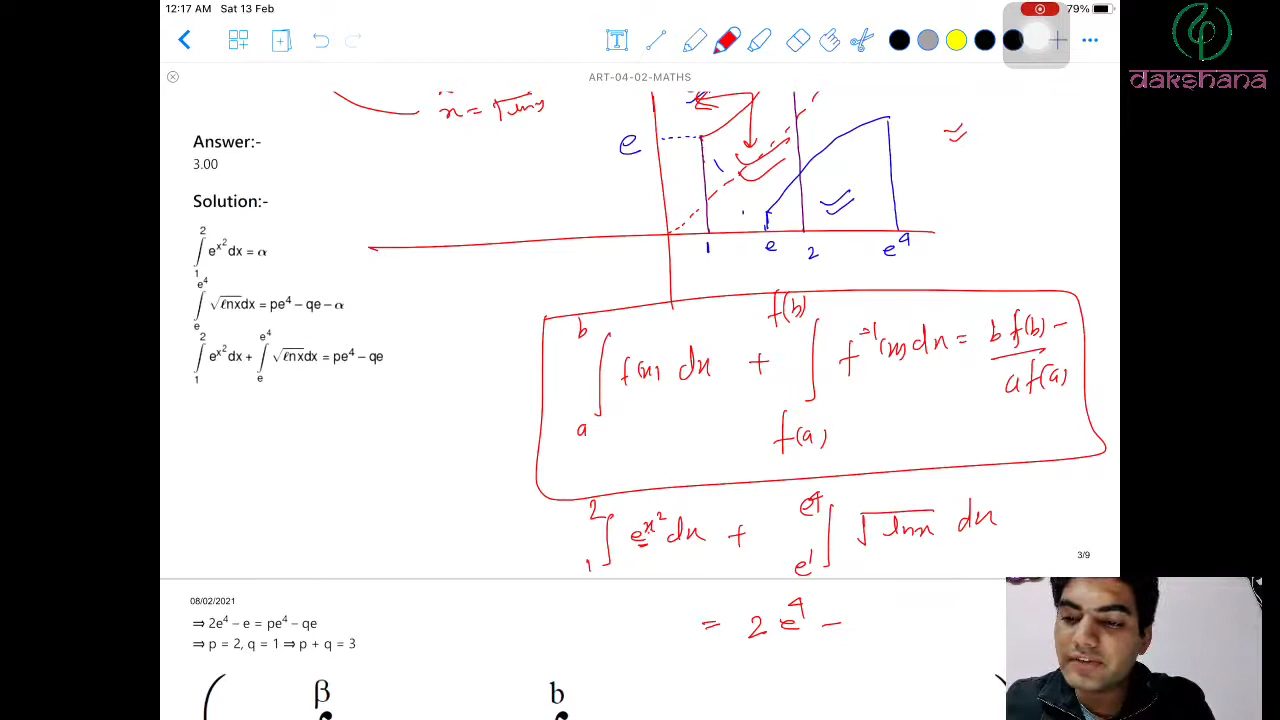 12:17 AM Sat 13 Feb
79%
ART-04-02-MATHS
dakshana
x = √ln y
e
Answer:-
3.00
Solution:-
∫₁² e^{x²} dx = α
∫ₑ^{e⁴} √ℓnx dx = pe⁴ – qe – α
∫₁² e^{x²} dx + ∫ₑ^{e⁴} √ℓnx dx = pe⁴ – qe
1 e 2 e⁴
∫ₐᵇ f(x) dx + ∫_{f(a)}^{f(b)} f⁻¹(x) dx = b f(b) – a f(a)
∫₁² e^{x²} dx + ∫_{e¹}^{e⁴} √lnx dx
3/9
08/02/2021
= 2 e⁴ –
⇒ 2e⁴ – e = pe⁴ – qe
⇒ p = 2, q = 1 ⇒ p + q = 3
β b